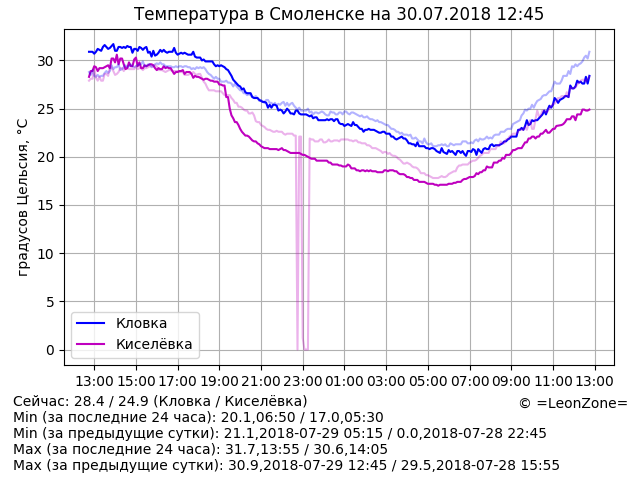 Температура в Смоленске на 30.07.2018 12:45
градусов Цельсия, °C
30
25
20
15
10
5
0
Кловка
Киселёвка
13:00 15:00 17:00 19:00 21:00 23:00 01:00 03:00 05:00 07:00 09:00 11:00 13:00
Сейчас: 28.4 / 24.9 (Кловка / Киселёвка)
© =LeonZone=
Min (за последние 24 часа): 20.1,06:50 / 17.0,05:30
Min (за предыдущие сутки): 21.1,2018-07-29 05:15 / 0.0,2018-07-28 22:45
Max (за последние 24 часа): 31.7,13:55 / 30.6,14:05
Max (за предыдущие сутки): 30.9,2018-07-29 12:45 / 29.5,2018-07-28 15:55